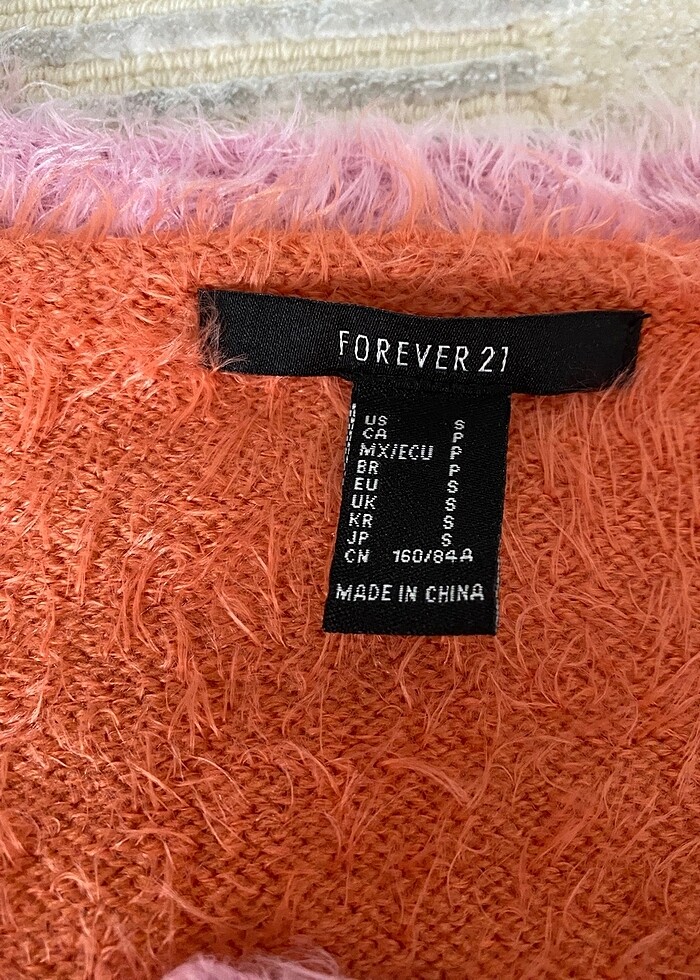 FOREVER 21
US S
CA P
MX/ECU P
BR P
EU S
UK S
KR S
JP S
CN 160/84A
MADE IN CHINA